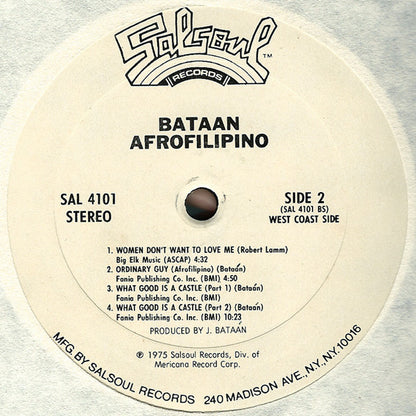 Salsoul
TM
RECORDS
BATAAN
AFROFILIPINO
SAL 4101
STEREO
SIDE 2
(SAL 4101 BS)
WEST COAST SIDE
1. WOMEN DON'T WANT TO LOVE ME (Robert Lamm)
Big Elk Music (ASCAP) 4:32
2. ORDINARY GUY (Afrofilipino) (Bataán)
Fania Publishing Co. Inc. (BMI) 4:50
3. WHAT GOOD IS A CASTLE (Part 1) (Bataán)
Fania Publishing Co. Inc. (BMI)
4. WHAT GOOD IS A CASTLE (Part 2) (Bataán)
Fania Publishing Co. Inc. (BMI) 10:23
PRODUCED BY J. BATAÁN
℗ 1975 Salsoul Records, Div. of
Mericana Record Corp.
MFG. BY SALSOUL RECORDS 240 MADISON AVE., N.Y., N.Y. 10016